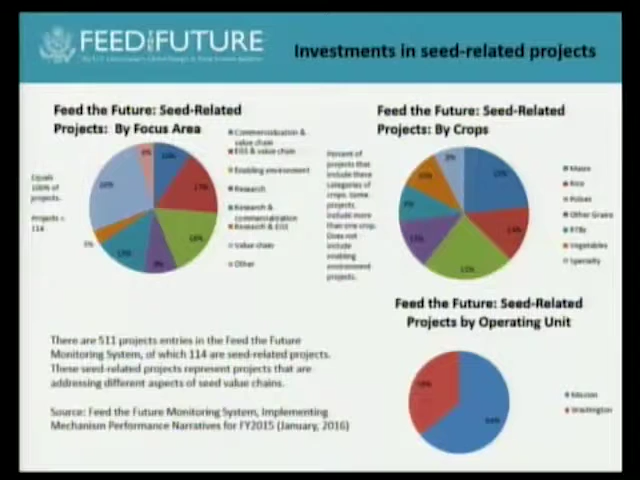 FEED THE FUTURE
Investments in seed-related projects
Feed the Future: Seed-Related
Projects: By Focus Area
Equals
100% of
projects.
Projects =
114
Commercialization &
value chain
EGS & value chain
Enabling environment
Research
Research &
commercialization
Research & EGS
Value chain
Other
Feed the Future: Seed-Related
Projects: By Crops
Percent of
projects that
include these
categories of
crops. Some
projects
include more
than one crop.
Does not
include
enabling
environment
projects.
Maize
Rice
Pulses
Other Grains
RTBs
Vegetables
Specialty
Feed the Future: Seed-Related
Projects by Operating Unit
Mission
Washington
There are 511 projects entries in the Feed the Future
Monitoring System, of which 114 are seed-related projects.
These seed-related projects represent projects that are
addressing different aspects of seed value chains.
Source: Feed the Future Monitoring System, Implementing
Mechanism Performance Narratives for FY2015 (January, 2016)